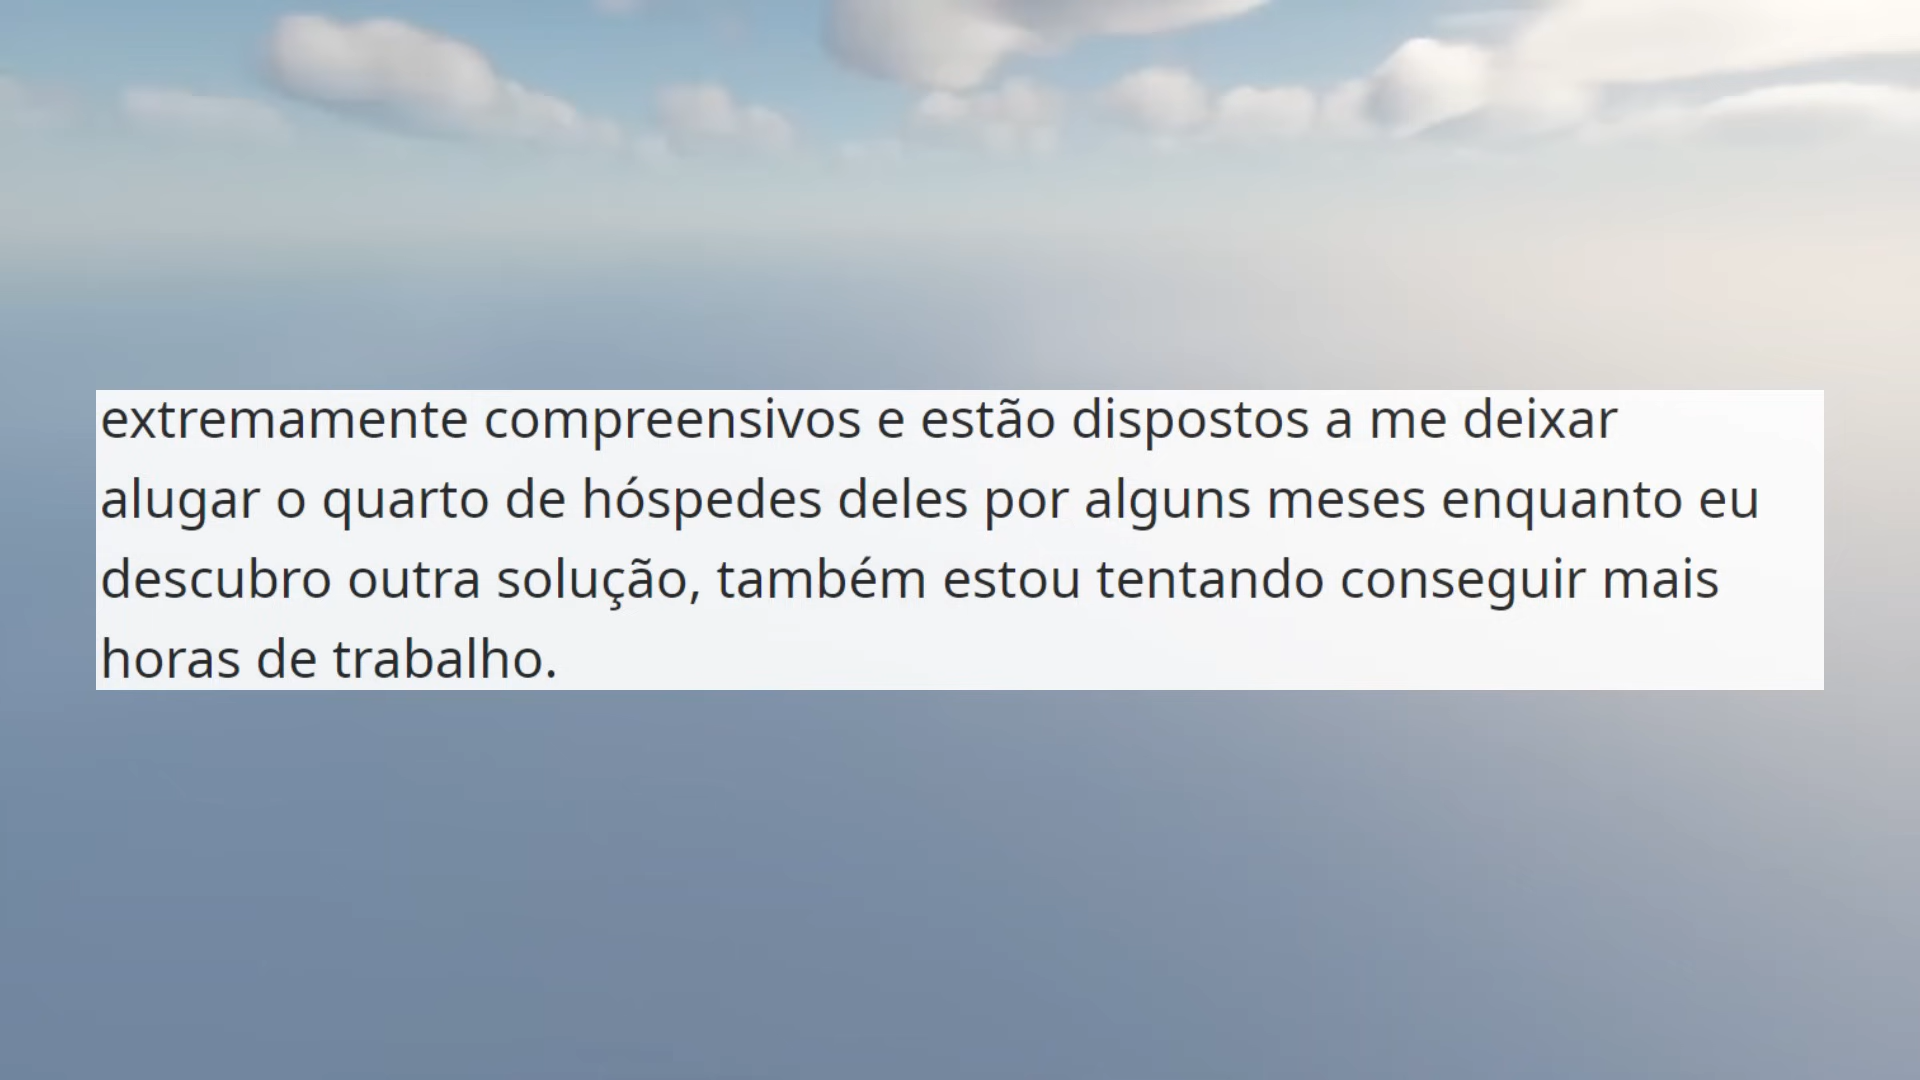 extremamente compreensivos e estão dispostos a me deixar
alugar o quarto de hóspedes deles por alguns meses enquanto eu
descubro outra solução, também estou tentando conseguir mais
horas de trabalho.